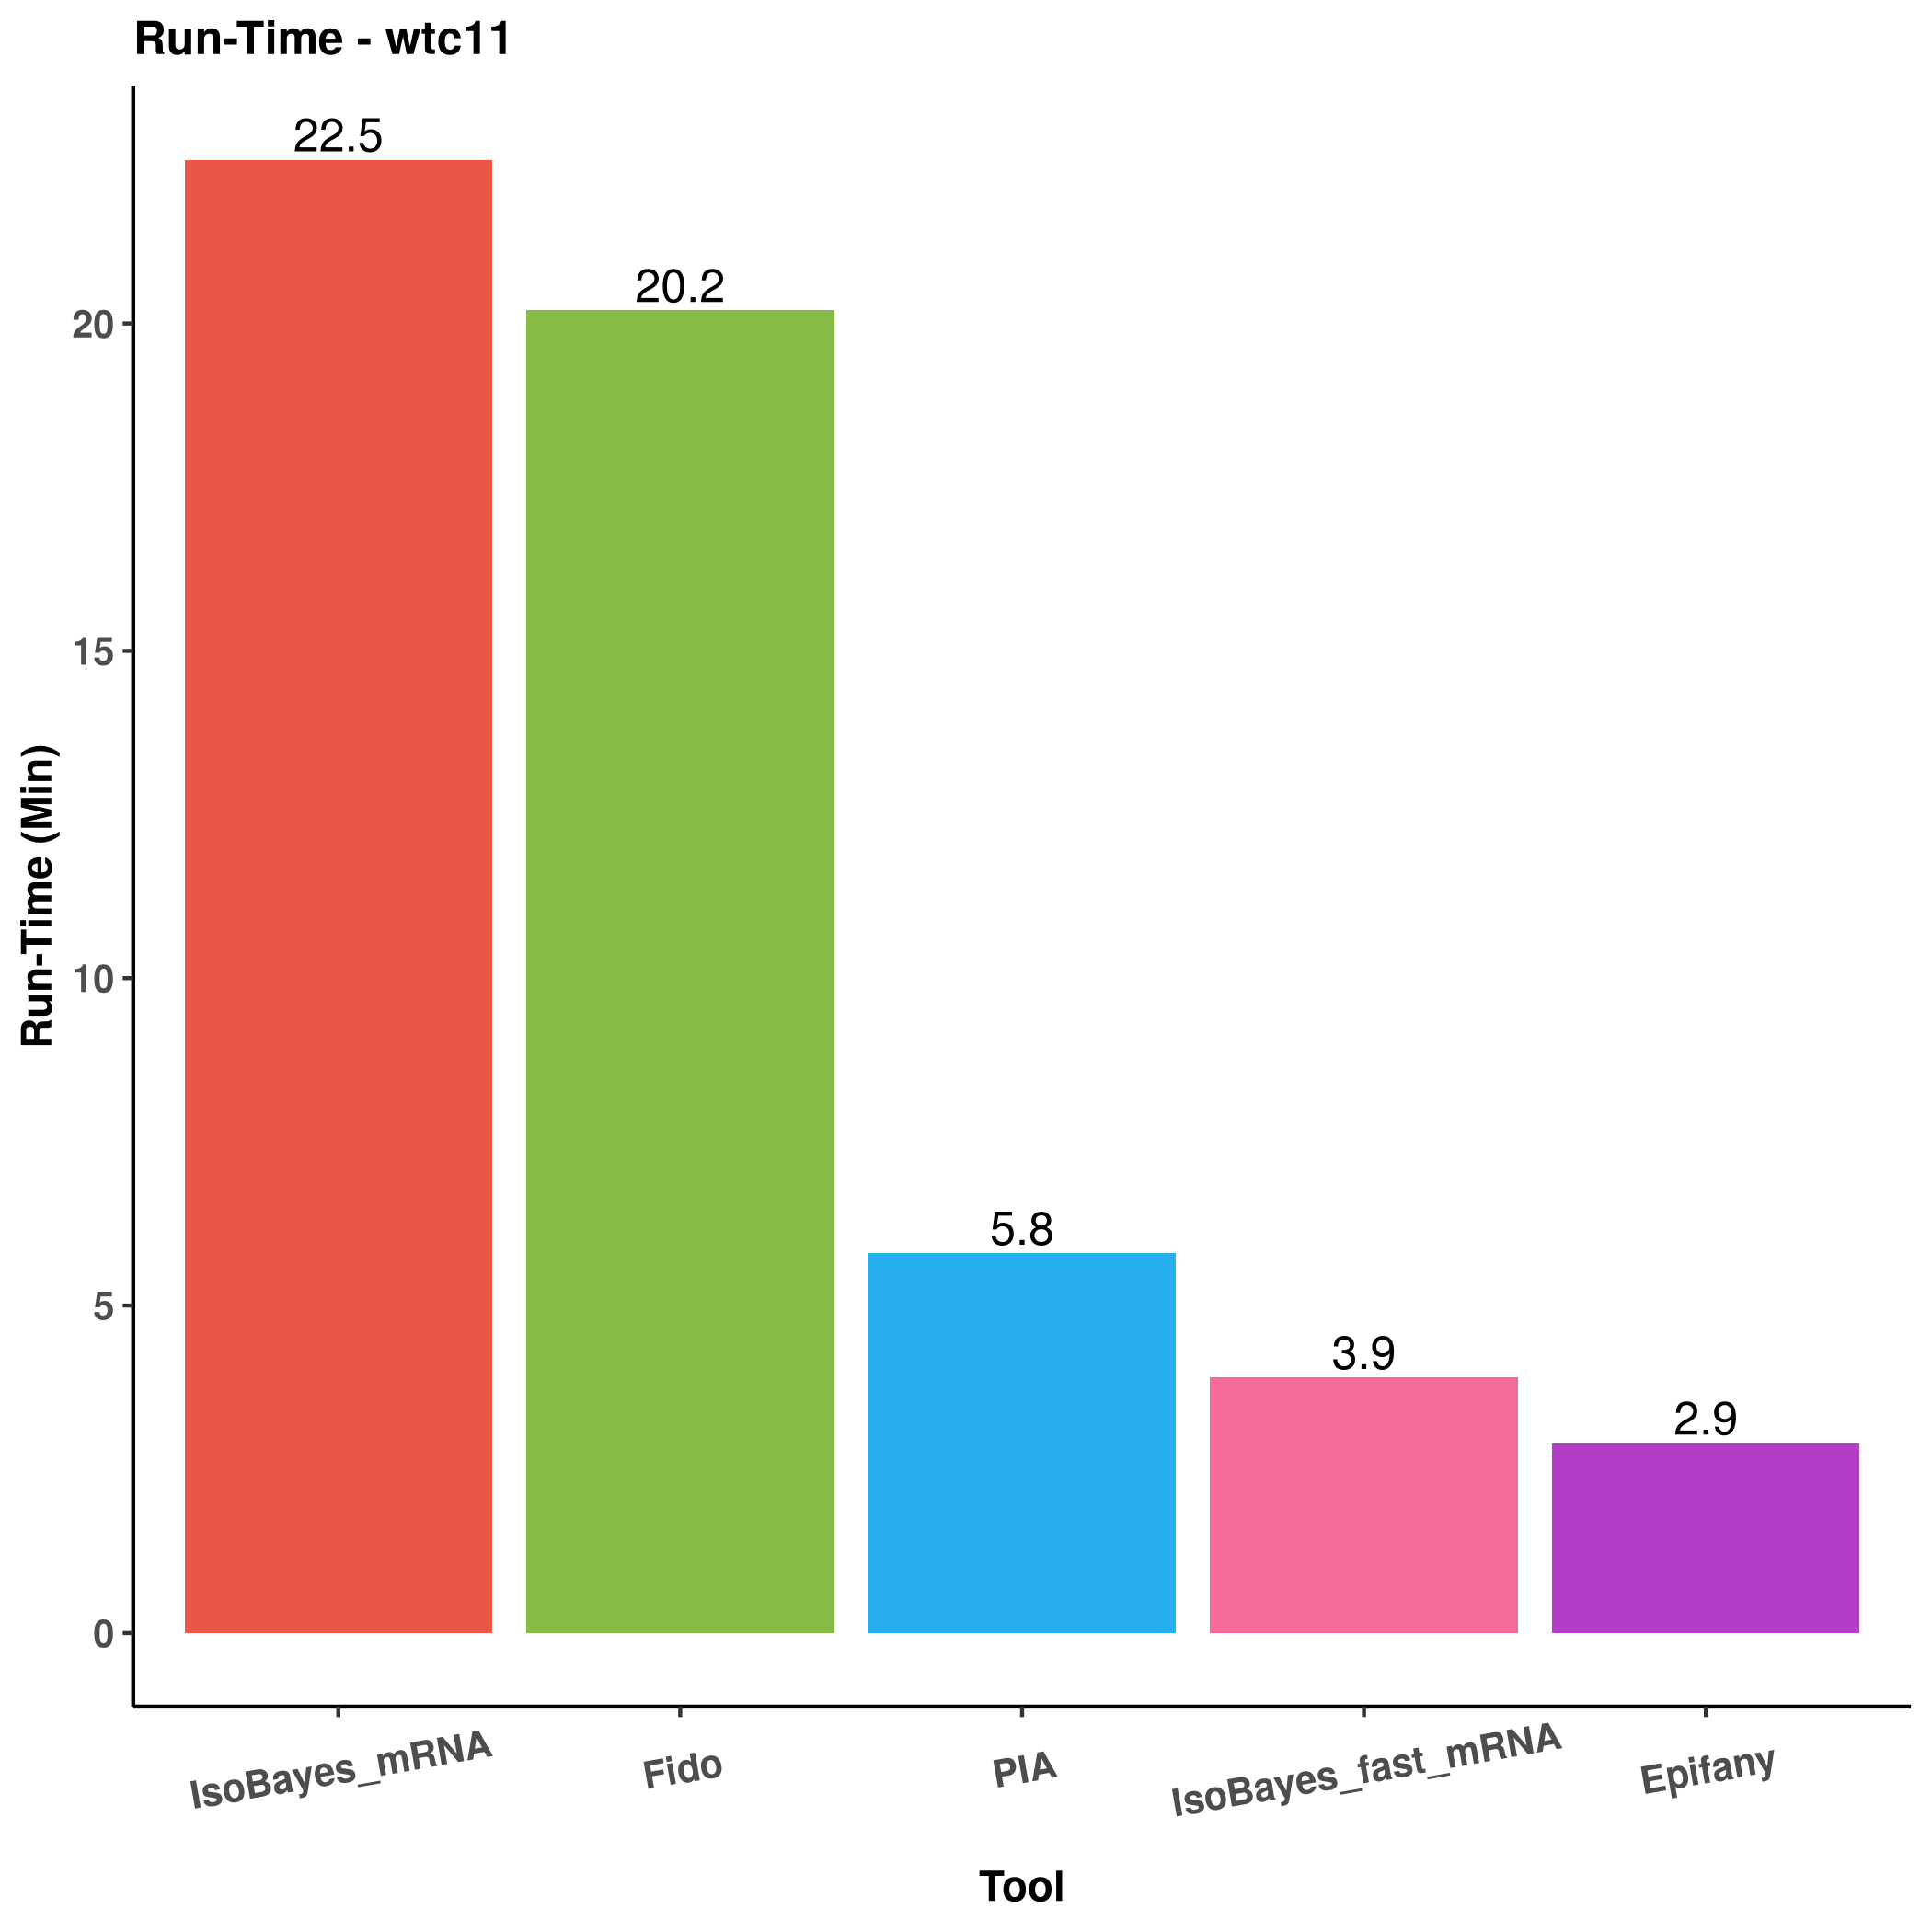 Run-Time - wtc11
Run-Time (Min)
20
15
10
5
0
22.5
20.2
5.8
3.9
2.9
IsoBayes_mRNA
Fido
PIA
IsoBayes_fast_mRNA
Epifany
Tool